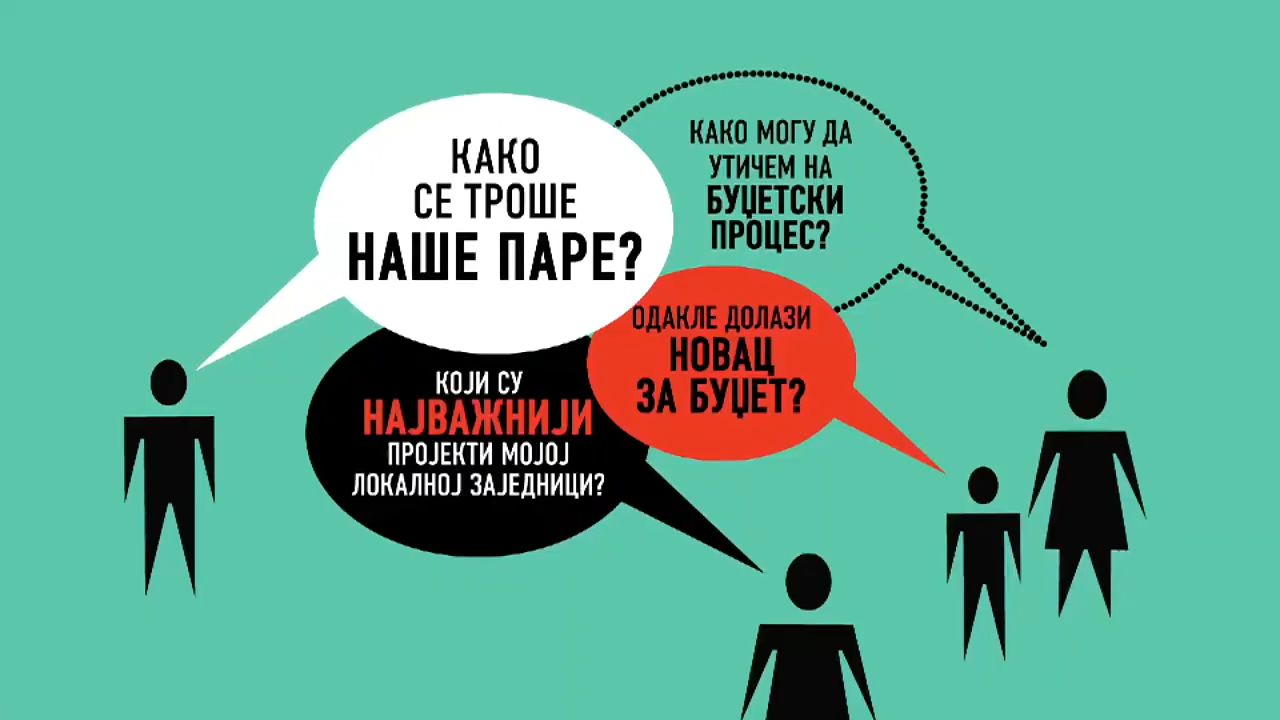 КАКО
СЕ ТРОШЕ
НАШЕ ПАРЕ?
КАКО МОГУ ДА
УТИЧЕМ НА
БУЏЕТСКИ
ПРОЦЕС?
ОДАКЛЕ ДОЛАЗИ
НОВАЦ
ЗА БУЏЕТ?
КОЈИ СУ
НАЈВАЖНИЈИ
ПРОЈЕКТИ МОЈОЈ
ЛОКАЛНОЈ ЗАЈЕДНИЦИ?